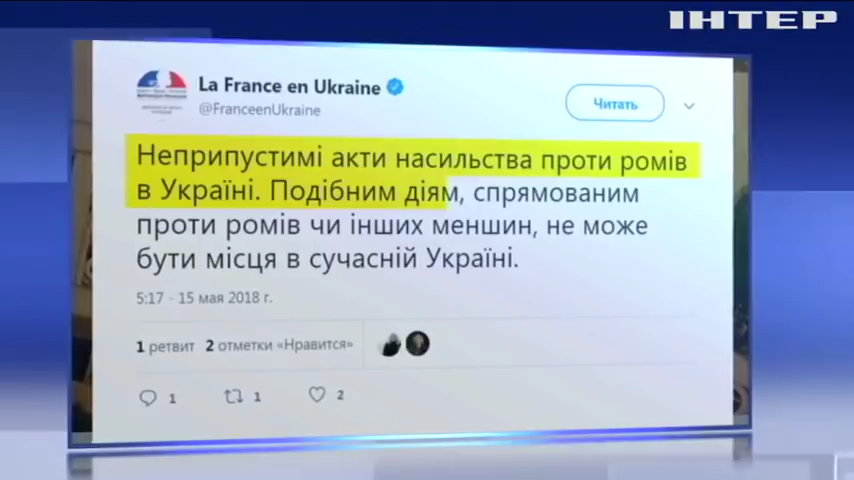 ІНТЕР
La France en Ukraine
@FranceenUkraine
Читать
Неприпустимі акти насильства проти ромів
в Україні. Подібним діям, спрямованим
проти ромів чи інших меншин, не може
бути місця в сучасній Україні.
5:17 - 15 мая 2018 г.
1 ретвит 2 отметки «Нравится»
1 1 2